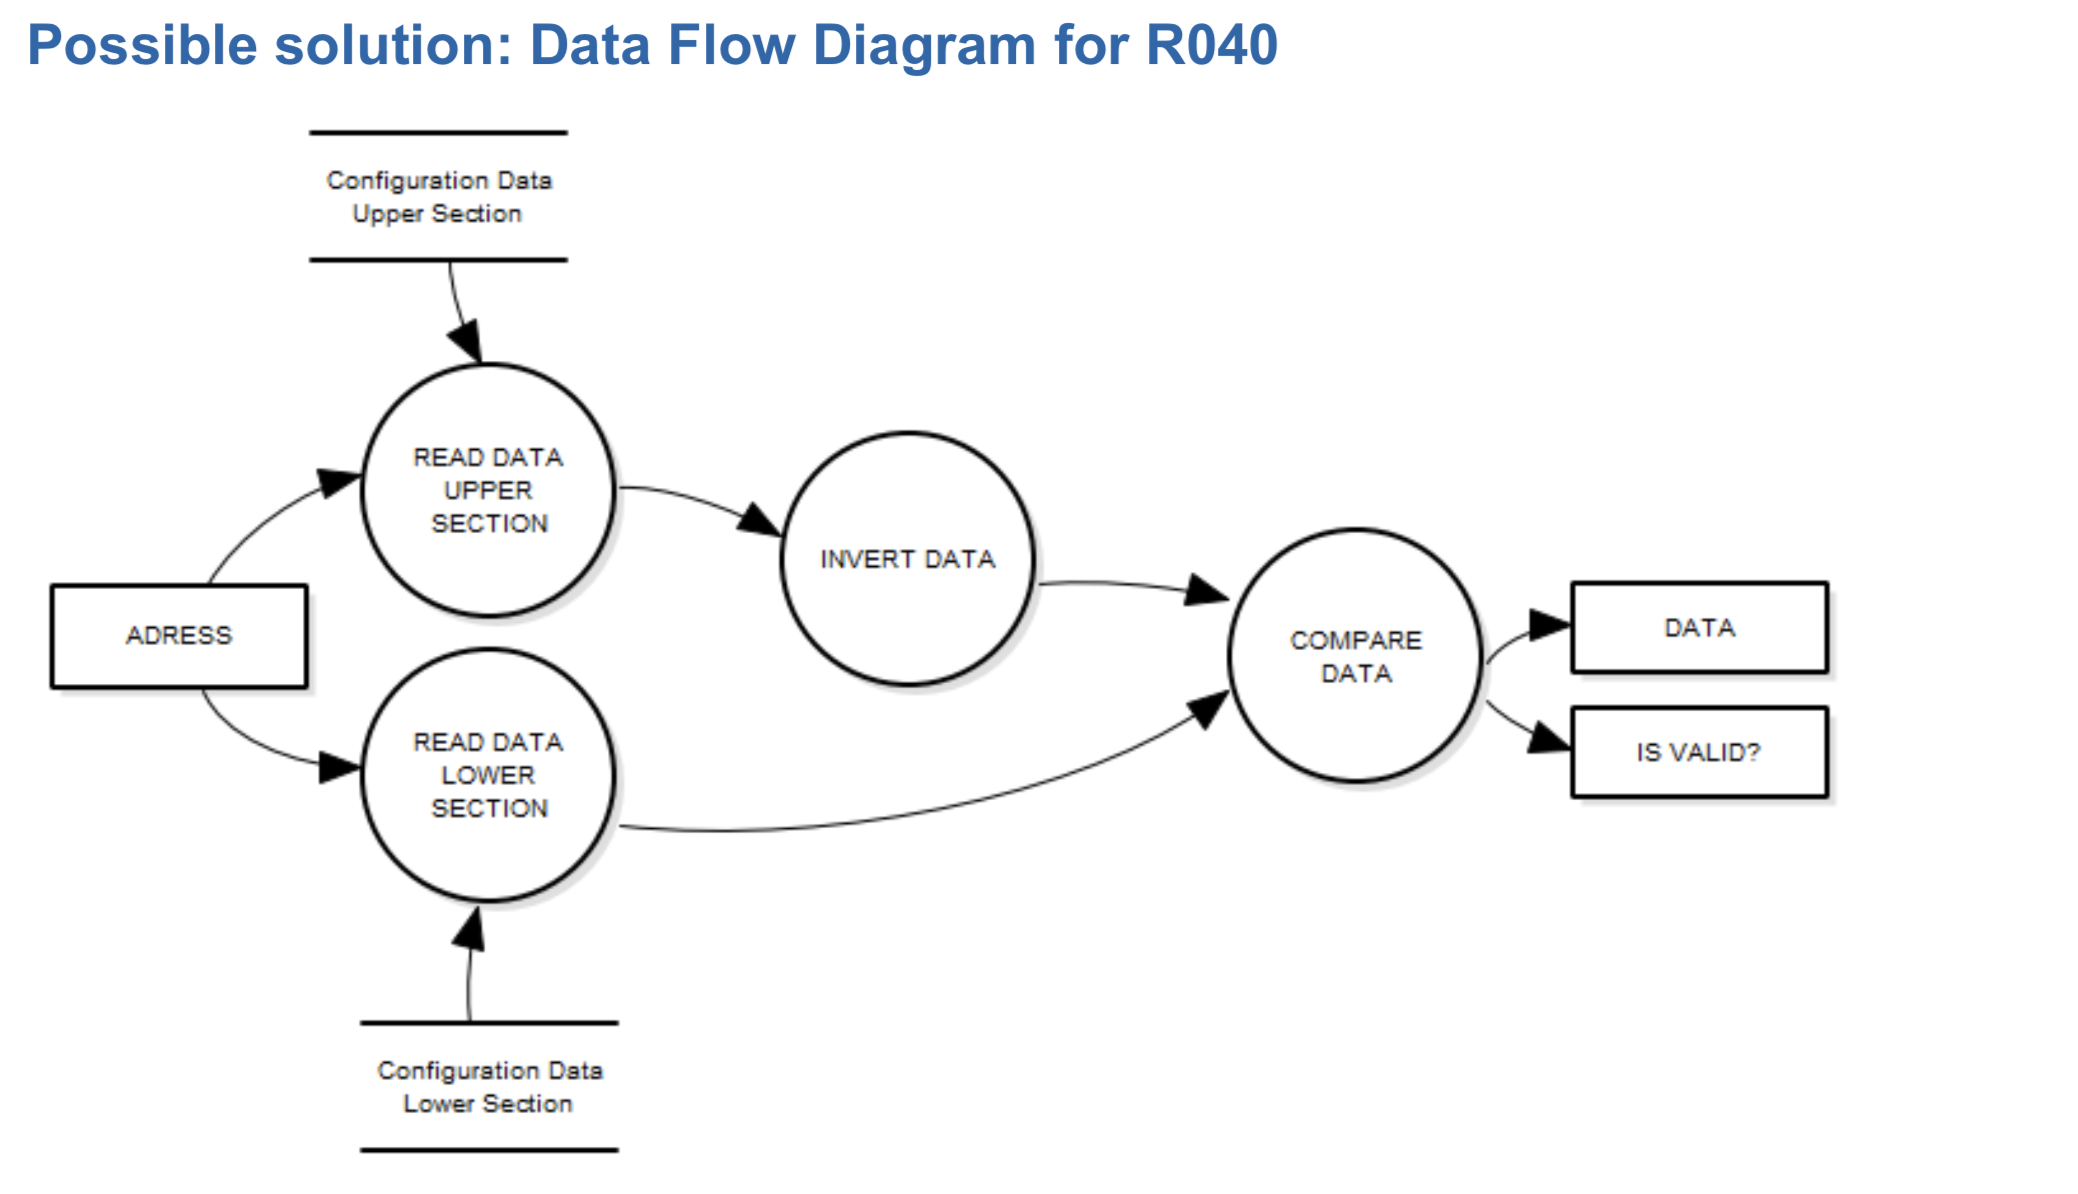 Possible solution: Data Flow Diagram for R040
Configuration Data
Upper Section
READ DATA
UPPER
SECTION
INVERT DATA
ADRESS
COMPARE
DATA
DATA
IS VALID?
READ DATA
LOWER
SECTION
Configuration Data
Lower Section